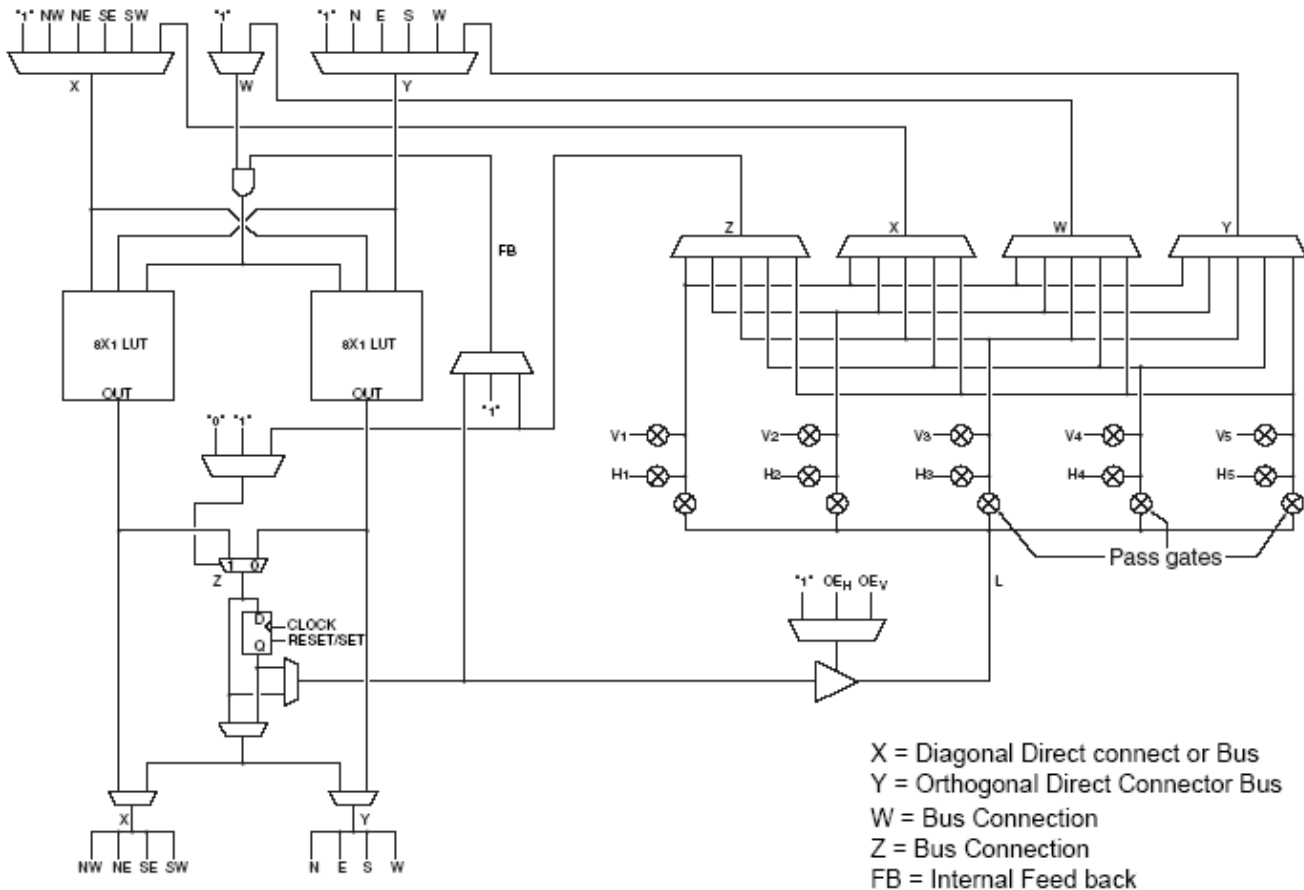 "1" NW NE SE SW "1" "1" N E S W
X W Y
FB
Z X W Y
8X1 LUT 8X1 LUT
OUT OUT
"1"
"0" "1"
V1 V2 V3 V4 V5
H1 H2 H3 H4 H5
Pass gates
1 0
Z
"1" OEH OEV
L
D
CLOCK
RESET/SET
Q
X Y
NW NE SE SW N E S W
X = Diagonal Direct connect or Bus
Y = Orthogonal Direct Connector Bus
W = Bus Connection
Z = Bus Connection
FB = Internal Feed back